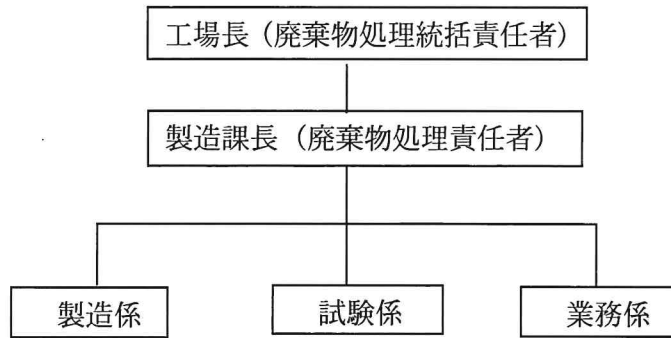 工場長（廃棄物処理統括責任者）
製造課長（廃棄物処理責任者）
製造係
試験係
業務係